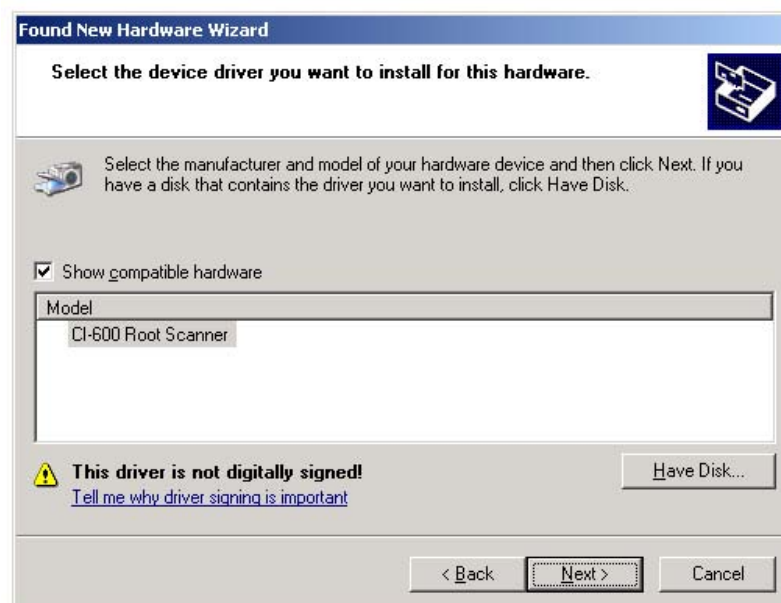 Found New Hardware Wizard
Select the device driver you want to install for this hardware.
Select the manufacturer and model of your hardware device and then click Next. If you
have a disk that contains the driver you want to install, click Have Disk.
Show compatible hardware
Model
CI-600 Root Scanner
This driver is not digitally signed!
Have Disk...
Tell me why driver signing is important
< Back
Next >
Cancel